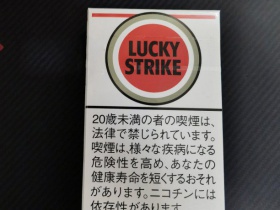 LUCKY
STRIKE
20歳未満の者の喫煙は、
法律で禁じられています。
喫煙は、様々な疾病になる
危険性を高め、あなたの
健康寿命を短くするおそれ
があります。ニコチンには
依存性があります。